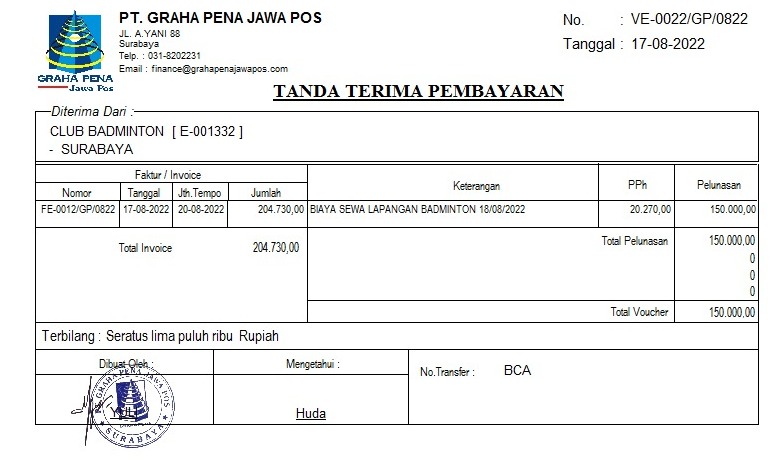 PT. GRAHA PENA JAWA POS
JL. A.YANI 88
Surabaya
Telp. : 031-8202231
Email : finance@grahapenajawapos.com
GRAHA PENA
Jawa Pos
No. : VE-0022/GP/0822
Tanggal : 17-08-2022
TANDA TERIMA PEMBAYARAN
Diterima Dari :
CLUB BADMINTON [ E-001332 ]
- SURABAYA
Faktur / Invoice Keterangan PPh Pelunasan
Nomor Tanggal Jth.Tempo Jumlah
FE-0012/GP/0822 17-08-2022 20-08-2022 204.730,00 BIAYA SEWA LAPANGAN BADMINTON 18/08/2022 20.270,00 150.000,00
Total Invoice 204.730,00 Total Pelunasan 150.000,00
0
0
0
Total Voucher 150.000,00
Terbilang : Seratus lima puluh ribu Rupiah
Dibuat Oleh : Mengetahui : No.Transfer : BCA
PT. GRAHA PENA JAWA POS
SURABAYA
Huda